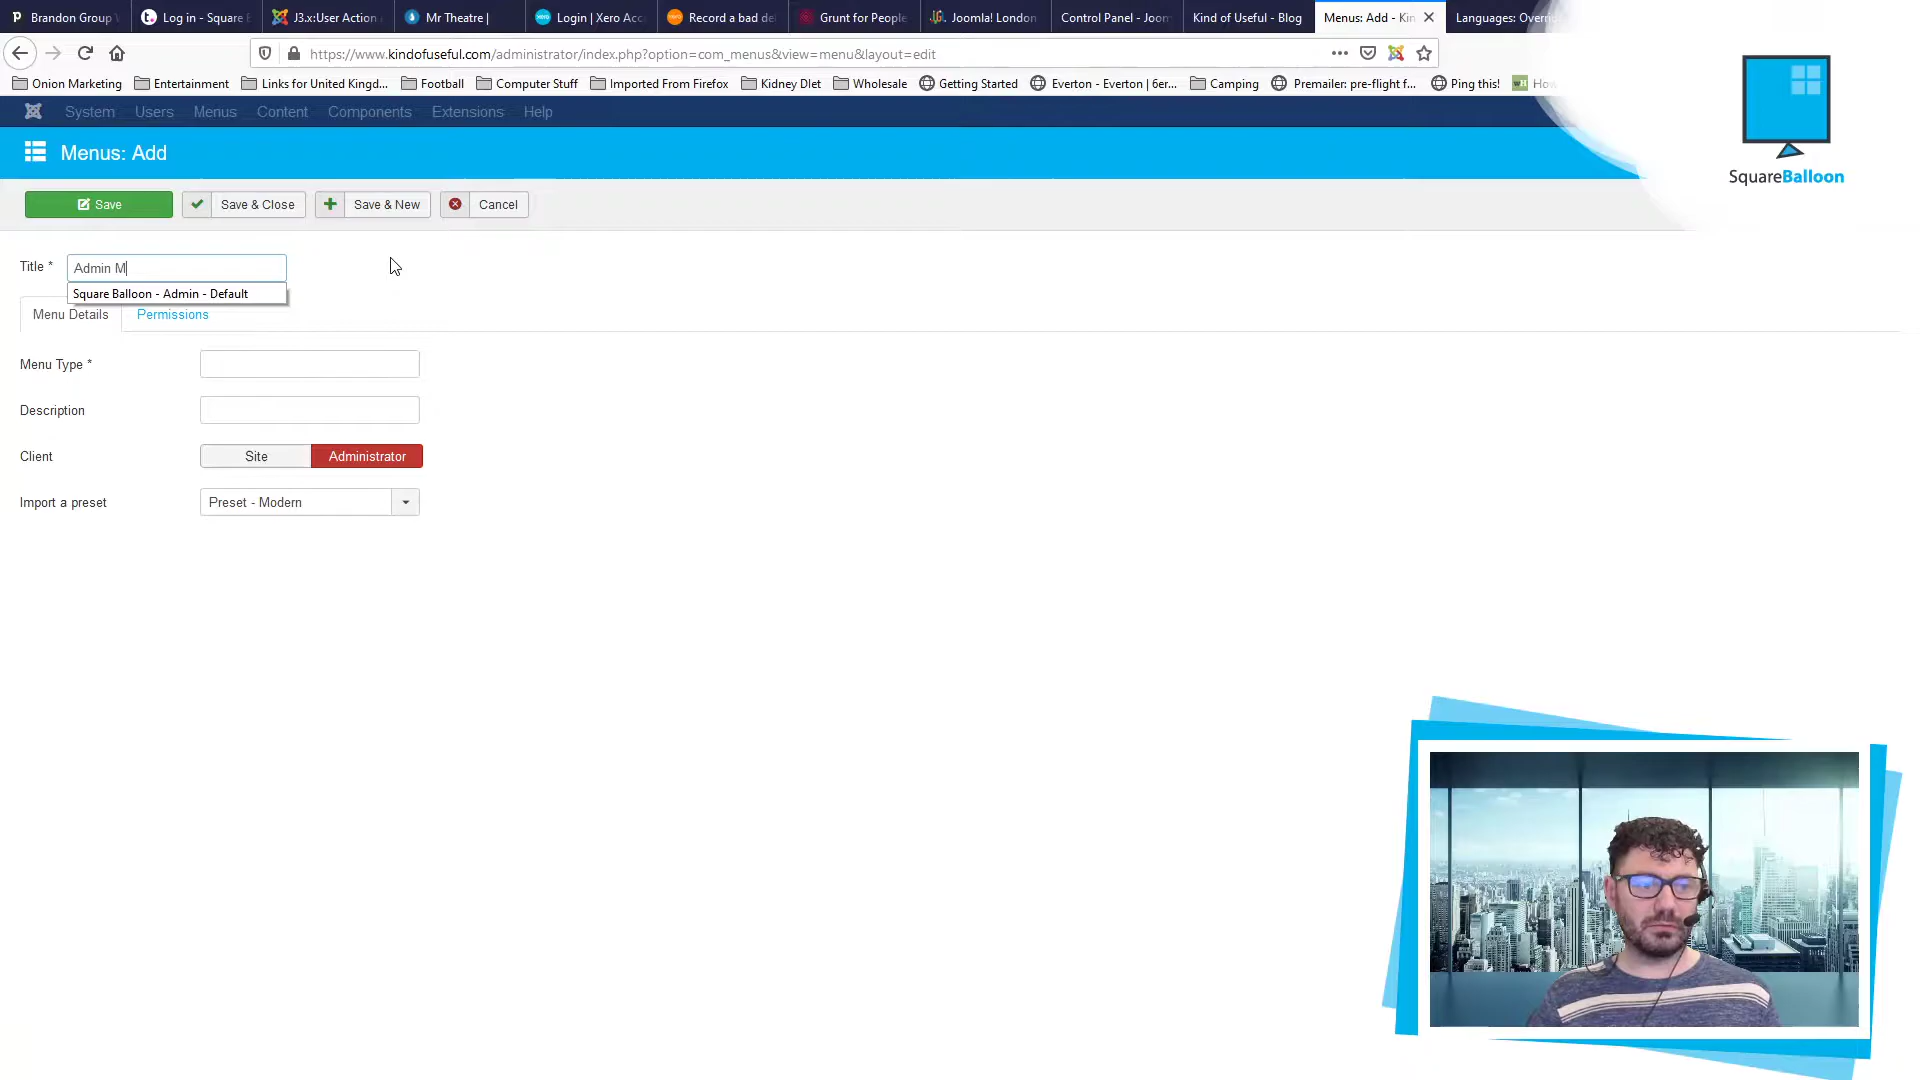 Brandon Group
Log in - Square
J3.x:User Action
Mr Theatre |
Login | Xero Acc
Record a bad de
Grunt for People
Joomla! London
Control Panel - Joom
Kind of Useful - Blog
Menus: Add - Kin
Languages: Overri
https://www.kindofuseful.com/administrator/index.php?option=com_menus&view=menu&layout=edit
Onion Marketing
Entertainment
Links for United Kingd...
Football
Computer Stuff
Imported From Firefox
Kidney DIet
Wholesale
Getting Started
Everton - Everton | 6er...
Camping
Premailer: pre-flight f...
Ping this!
How
System
Users
Menus
Content
Components
Extensions
Help
Menus: Add
Save
Save & Close
Save & New
Cancel
Title *
Admin M
Square Balloon - Admin - Default
Menu Details
Permissions
Menu Type *
Description
Client
Site
Administrator
Import a preset
Preset - Modern
SquareBalloon